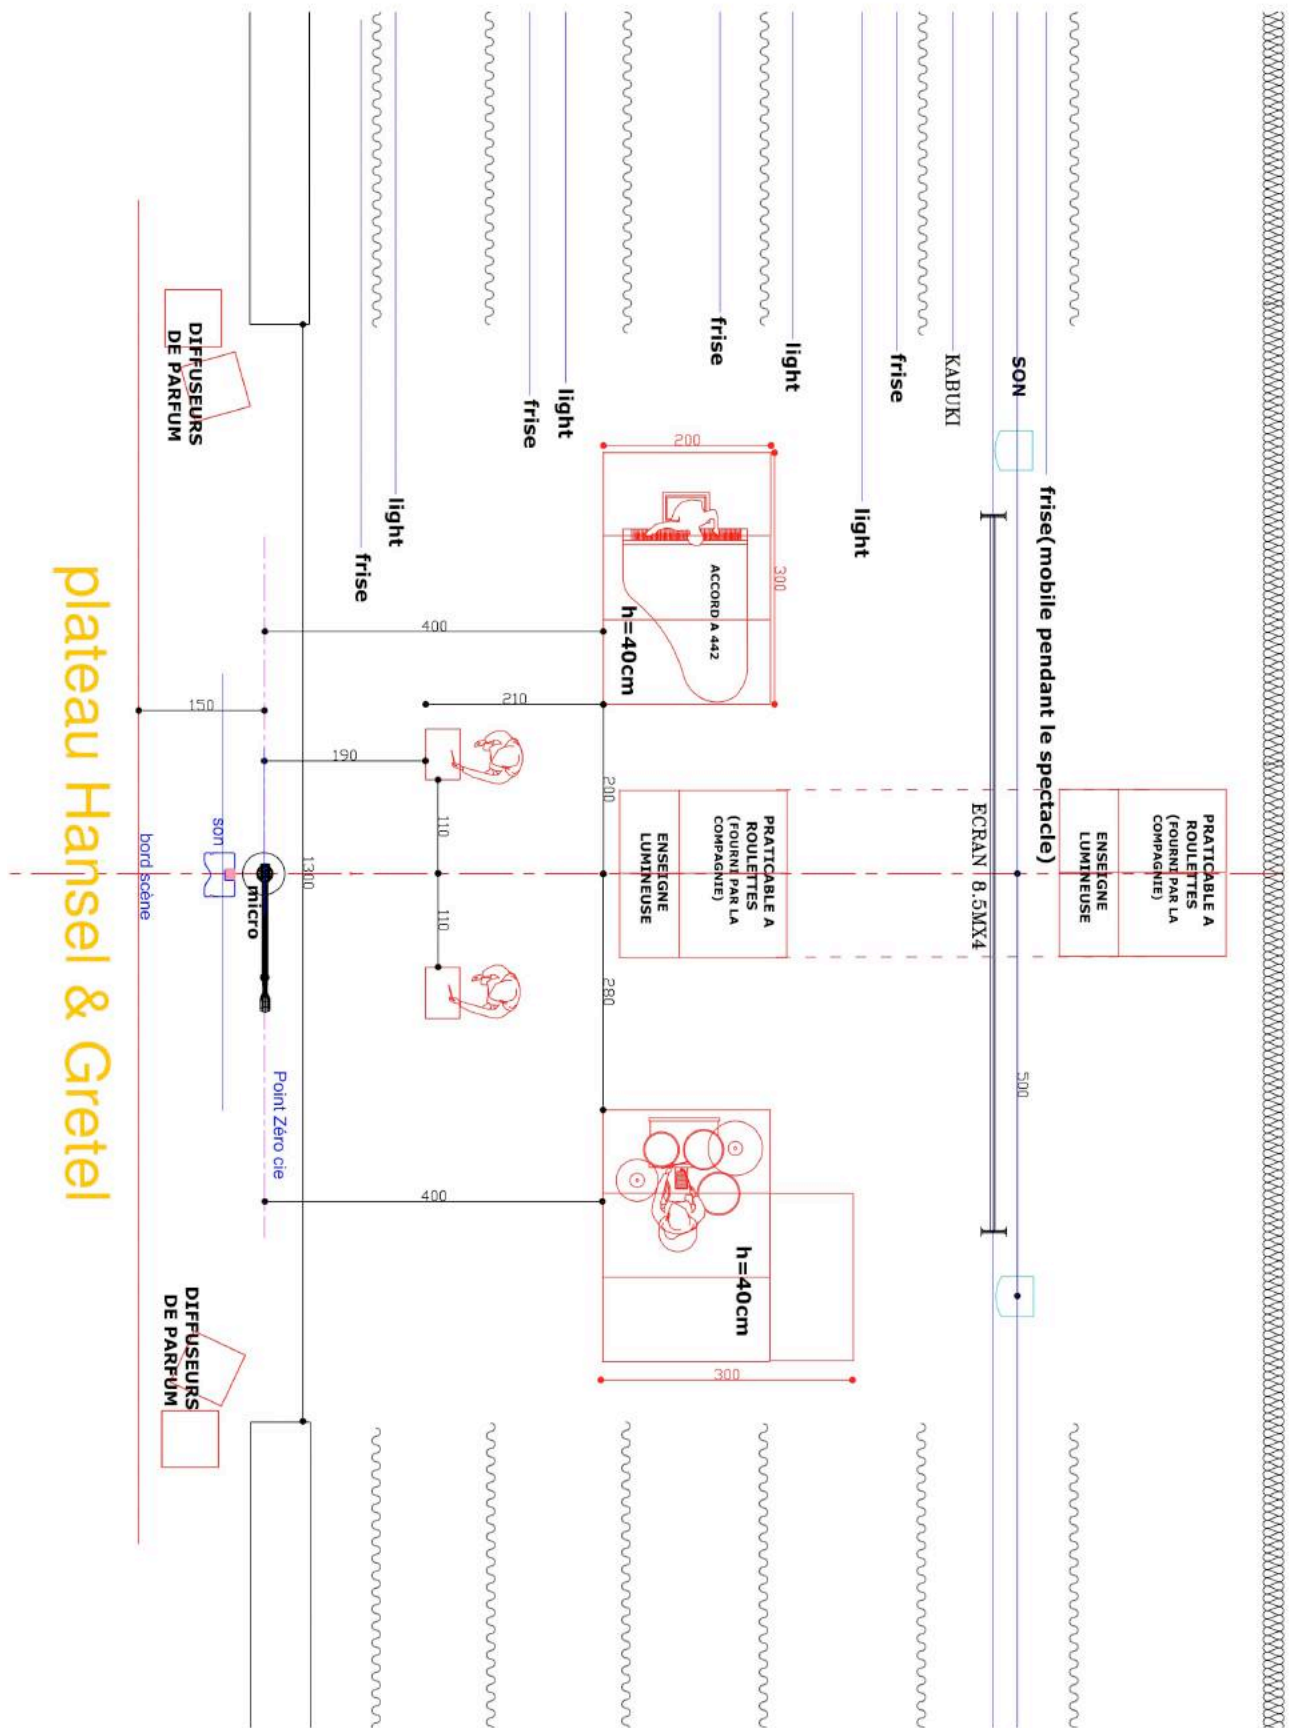 PRATICABLE A
ROULETTES
(FOURNI PAR LA
COMPAGNIE)
ENSEIGNE
LUMINEUSE
frise(mobile pendant le spectacle)
SON
500
ECRAN 8.5MX4
KABUKI
frise
light
light
300
PRATICABLE A
ROULETTES
(FOURNI PAR LA
COMPAGNIE)
ENSEIGNE
LUMINEUSE
h=40cm
300
frise
ACCORD A 442
200
h=40cm
200
280
light
frise
210
400
400
110
110
light
frise
190
1300
Point Zéro cie
micro
son
150
DIFFUSEURS
DE PARFUM
DIFFUSEURS
DE PARFUM
bord scène
plateau Hansel & Gretel